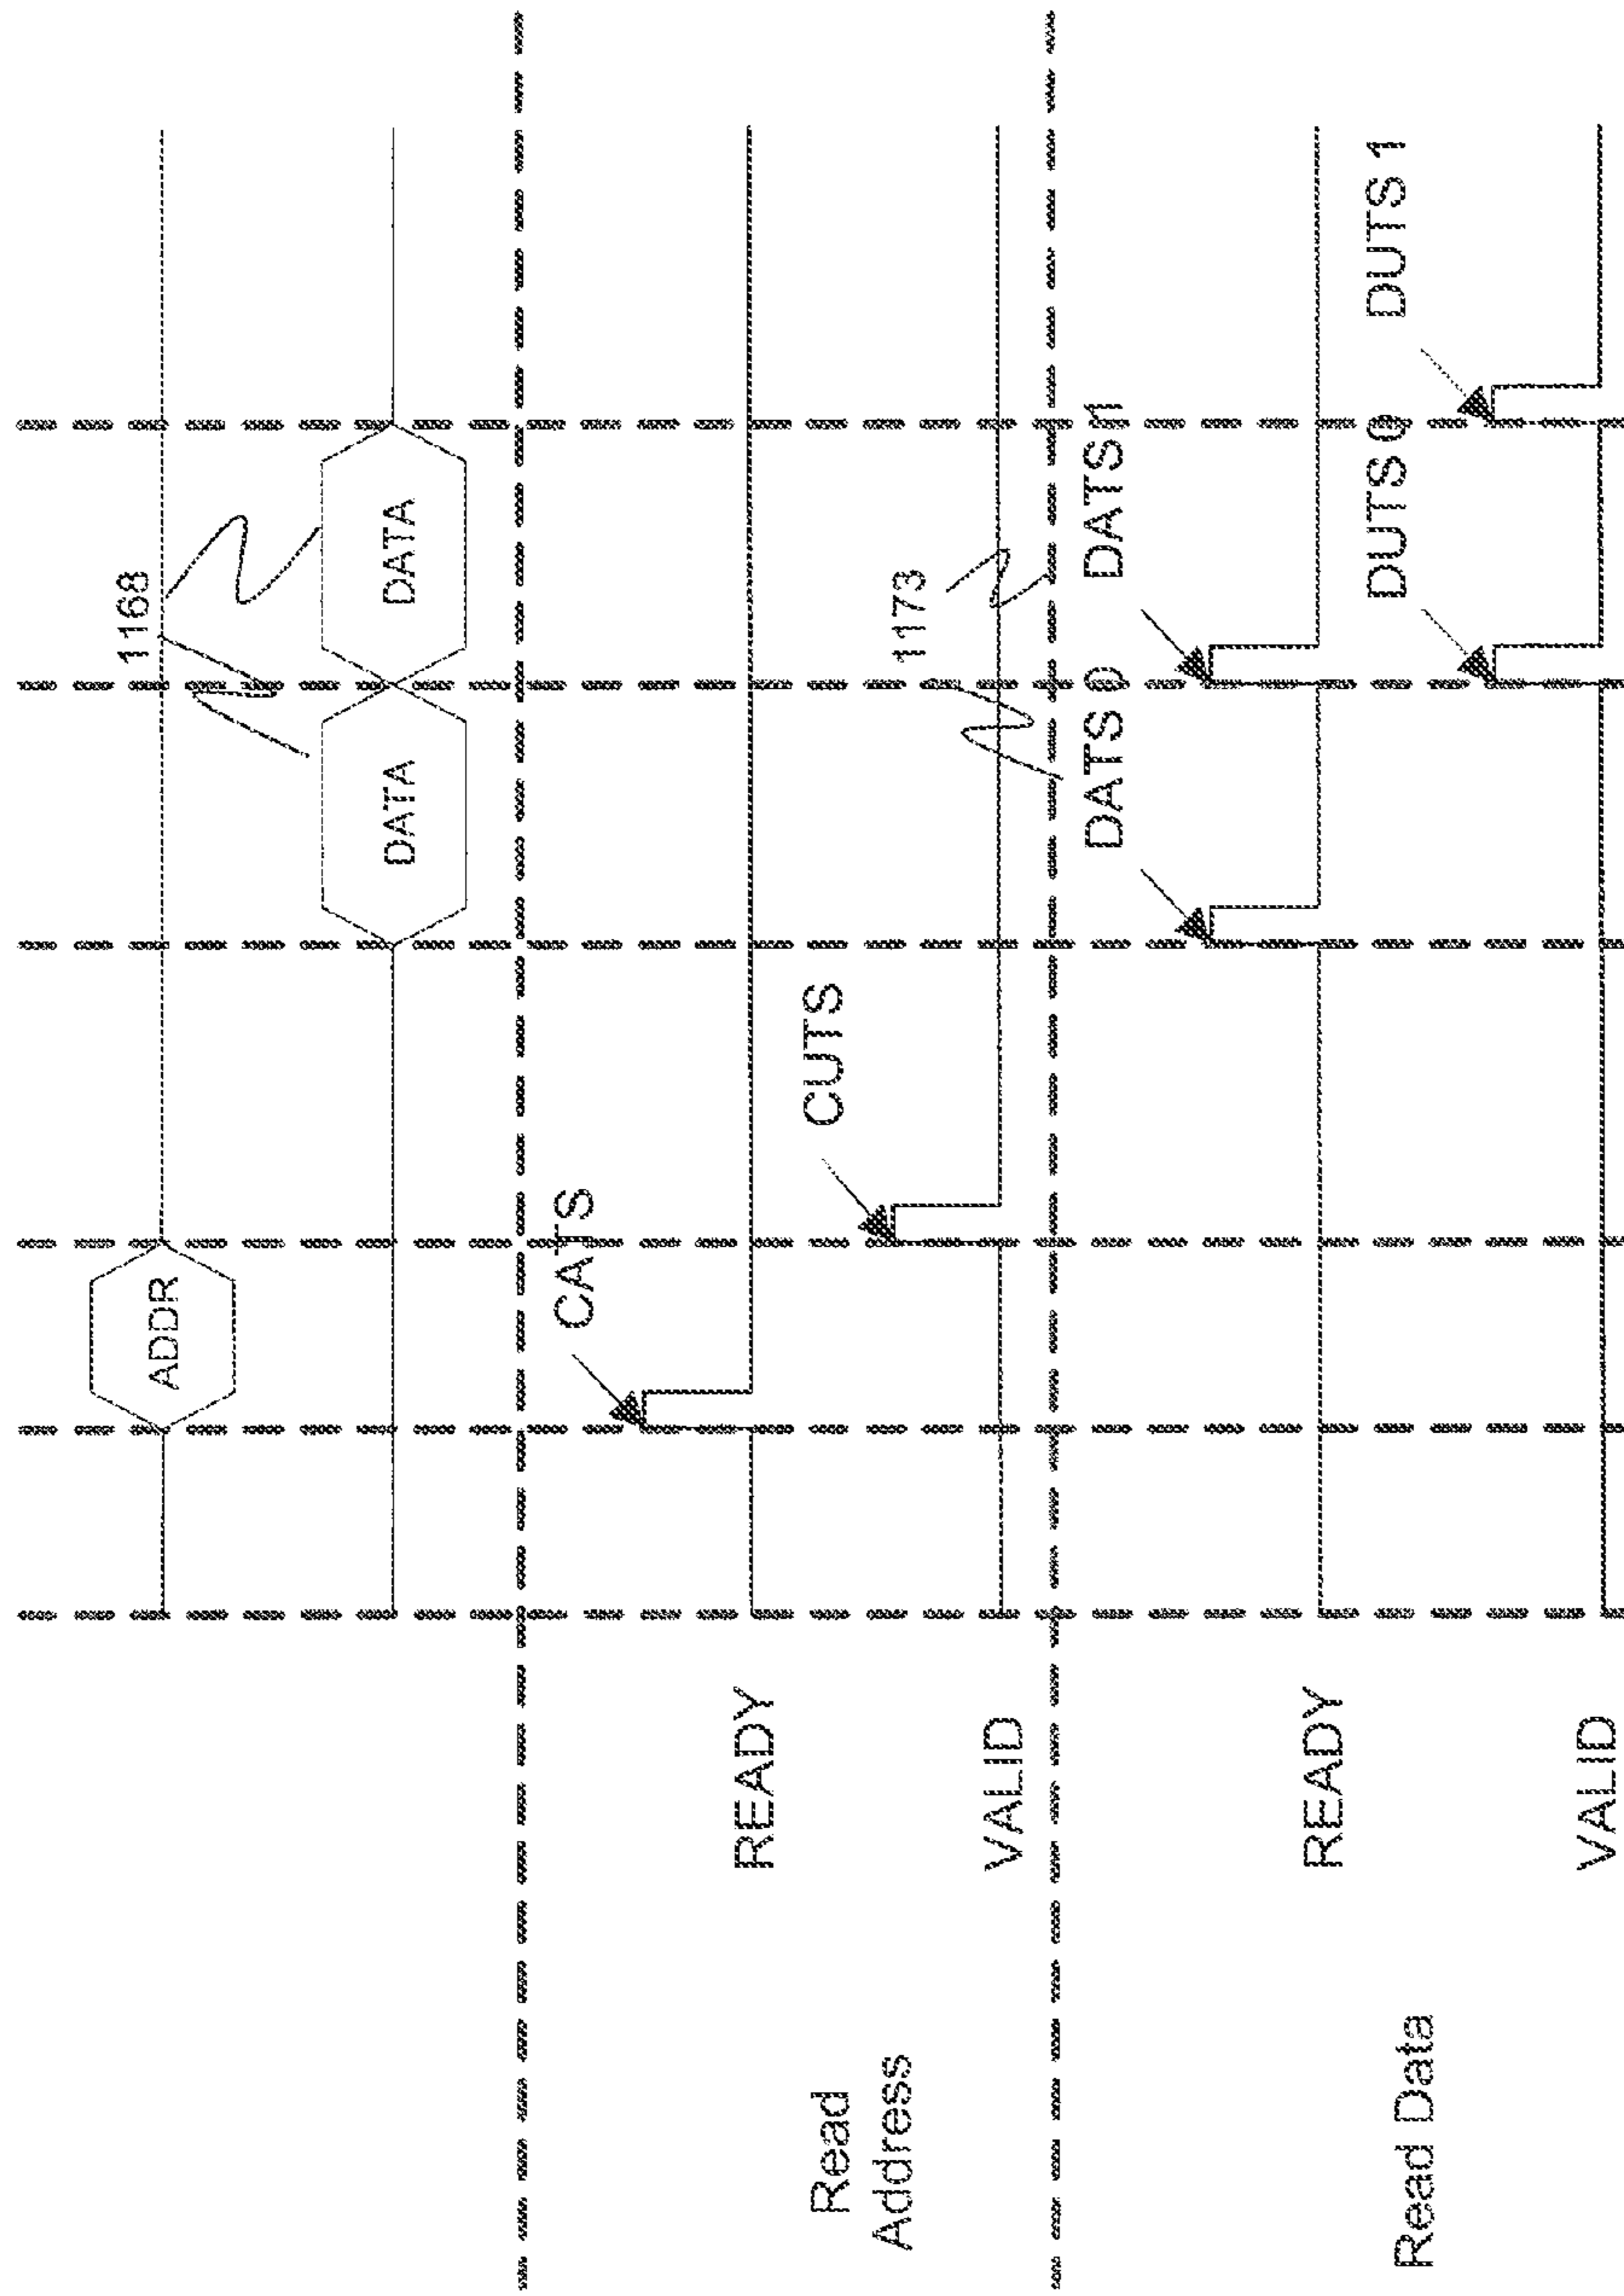 1168
ADDR
DATA
DATA
CATS
READY
CUTS
1173
Read
Address
VALID
DATS 0
DATS 1
READY
DUTS 0
DUTS 1
Read Data
VALID